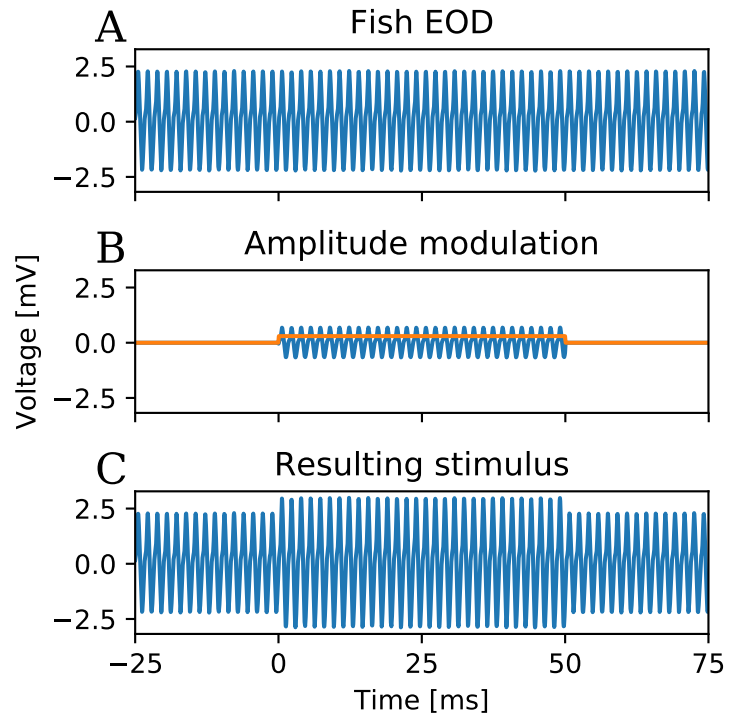 A
Fish EOD
2.5
0.0
−2.5
B
Amplitude modulation
2.5
0.0
−2.5
Voltage [mV]
C
Resulting stimulus
2.5
0.0
−2.5
−25 0 25 50 75
Time [ms]